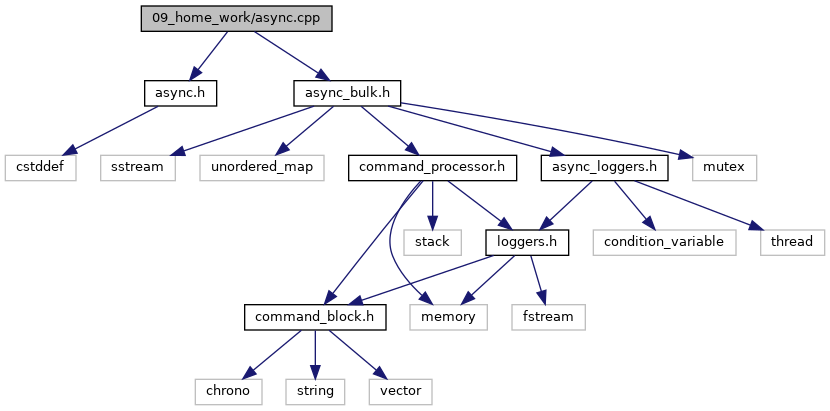 09_home_work/async.cpp
async.h
async_bulk.h
cstddef
sstream
unordered_map
command_processor.h
async_loggers.h
mutex
stack
loggers.h
condition_variable
thread
command_block.h
memory
fstream
chrono
string
vector